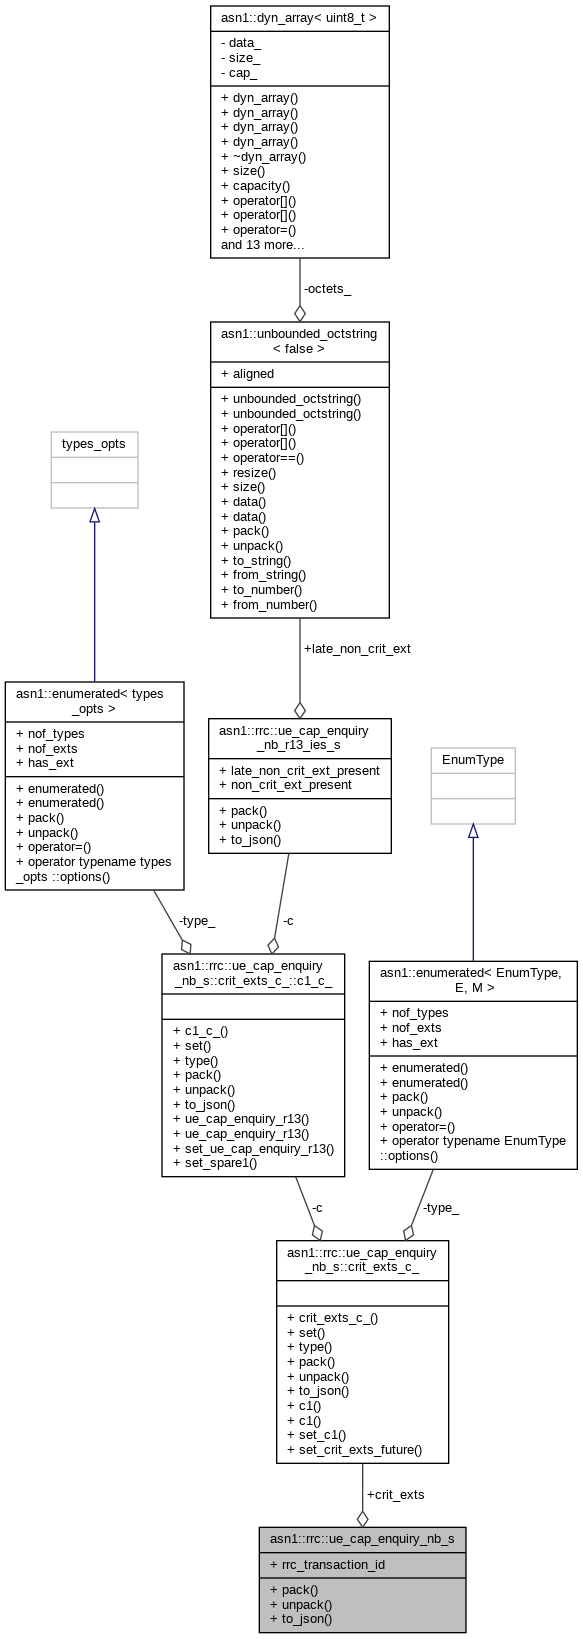 asn1::dyn_array< uint8_t >
- data_
- size_
- cap_
+ dyn_array()
+ dyn_array()
+ dyn_array()
+ dyn_array()
+ ~dyn_array()
+ size()
+ capacity()
+ operator[]()
+ operator[]()
+ operator=()
and 13 more...
-octets_
asn1::unbounded_octstring
< false >
+ aligned
+ unbounded_octstring()
+ unbounded_octstring()
+ operator[]()
+ operator[]()
+ operator==()
+ resize()
+ size()
+ data()
+ data()
+ pack()
+ unpack()
+ to_string()
+ from_string()
+ to_number()
+ from_number()
types_opts
+late_non_crit_ext
asn1::enumerated< types
_opts >
+ nof_types
+ nof_exts
+ has_ext
+ enumerated()
+ enumerated()
+ pack()
+ unpack()
+ operator=()
+ operator typename types
_opts ::options()
asn1::rrc::ue_cap_enquiry
_nb_r13_ies_s
+ late_non_crit_ext_present
+ non_crit_ext_present
+ pack()
+ unpack()
+ to_json()
EnumType
-type_
-c
asn1::rrc::ue_cap_enquiry
_nb_s::crit_exts_c_::c1_c_
+ c1_c_()
+ set()
+ type()
+ pack()
+ unpack()
+ to_json()
+ ue_cap_enquiry_r13()
+ ue_cap_enquiry_r13()
+ set_ue_cap_enquiry_r13()
+ set_spare1()
asn1::enumerated< EnumType,
E, M >
+ nof_types
+ nof_exts
+ has_ext
+ enumerated()
+ enumerated()
+ pack()
+ unpack()
+ operator=()
+ operator typename EnumType
::options()
-c
-type_
asn1::rrc::ue_cap_enquiry
_nb_s::crit_exts_c_
+ crit_exts_c_()
+ set()
+ type()
+ pack()
+ unpack()
+ to_json()
+ c1()
+ c1()
+ set_c1()
+ set_crit_exts_future()
+crit_exts
asn1::rrc::ue_cap_enquiry_nb_s
+ rrc_transaction_id
+ pack()
+ unpack()
+ to_json()